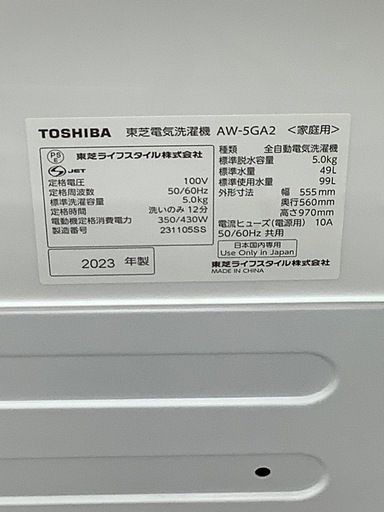 TOSHIBA 東芝電気洗濯機 AW-5GA2 <家庭用>
PS E 東芝ライフスタイル株式会社
JET
定格電圧 100V
定格周波数 50/60Hz
標準洗濯容量 5.0kg
定格時間 洗いのみ 12分
電動機定格消費電力 350/430W
製造番号 231105SS
種類 全自動電気洗濯機
標準脱水容量 5.0kg
標準水量 49L
標準使用水量 99L
外形寸法 幅 555mm
奥行560mm
高さ970mm
電流ヒューズ(電源用) 10A
50/60Hz 共用
日本国内専用
Use Only in Japan
東芝ライフスタイル株式会社
MADE IN CHINA
2023 年製